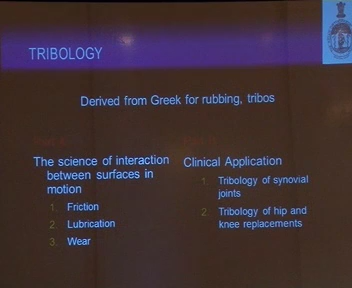 TRIBOLOGY
Derived from Greek for rubbing, tribos
The science of interaction
between surfaces in
motion
1. Friction
2. Lubrication
3. Wear
Clinical Application
1. Tribology of synovial
joints
2. Tribology of hip and
knee replacements